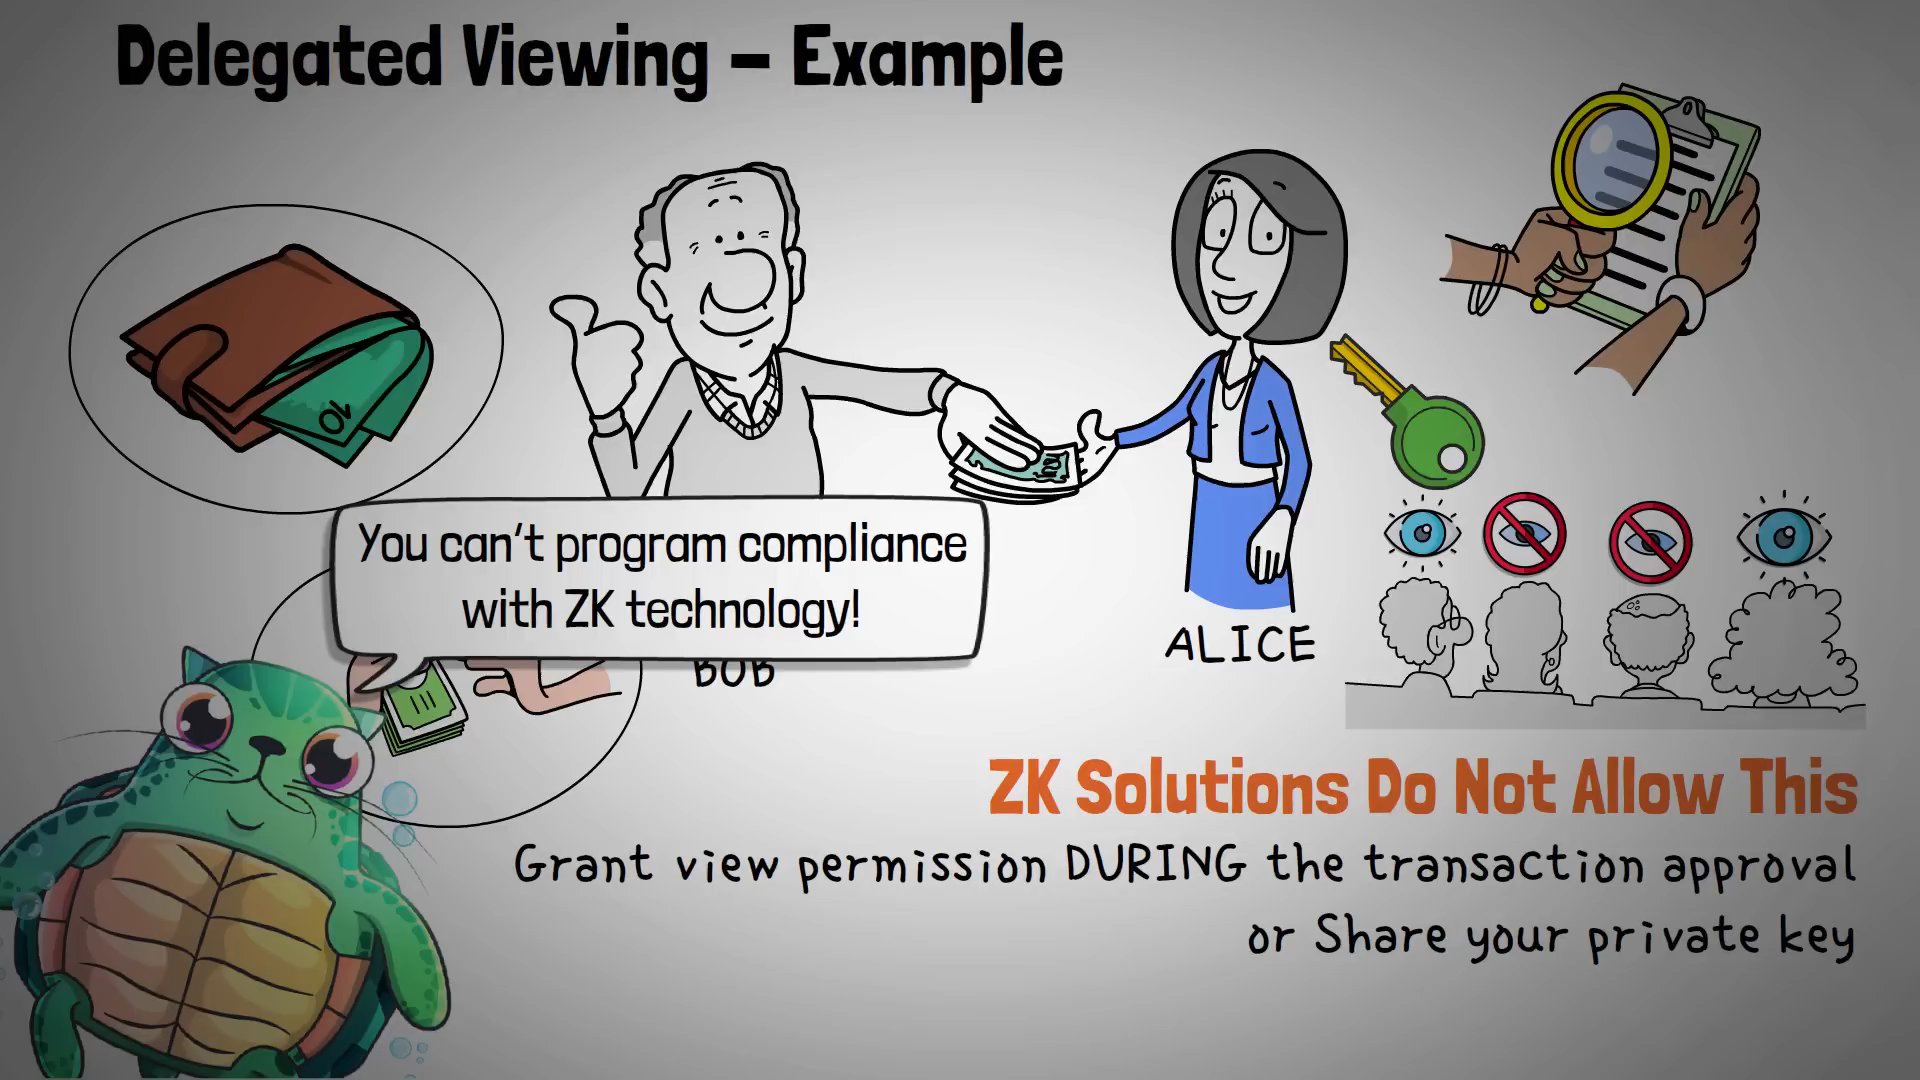 Delegated Viewing – Example
10
You can't program compliance
with ZK technology!
BOB
ALICE
ZK Solutions Do Not Allow This
Grant view permission DURING the transaction approval
or Share your private key